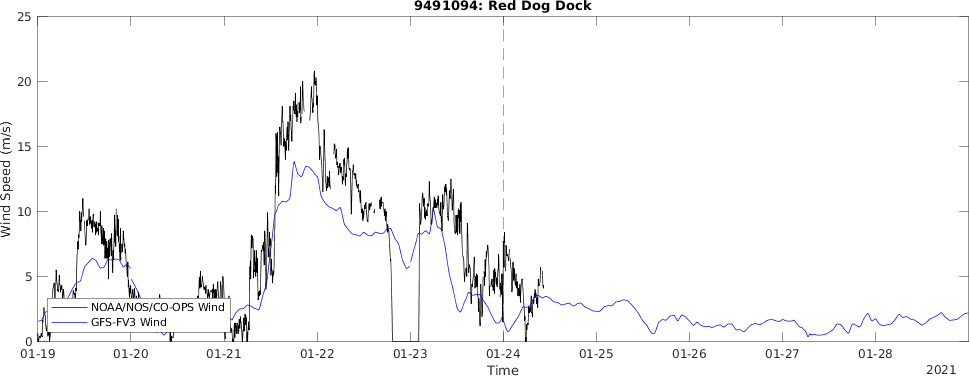 9491094: Red Dog Dock
25
20
15
10
5
0
Wind Speed (m/s)
NOAA/NOS/CO-OPS Wind
GFS-FV3 Wind
01-19 01-20 01-21 01-22 01-23 01-24 01-25 01-26 01-27 01-28
Time
2021